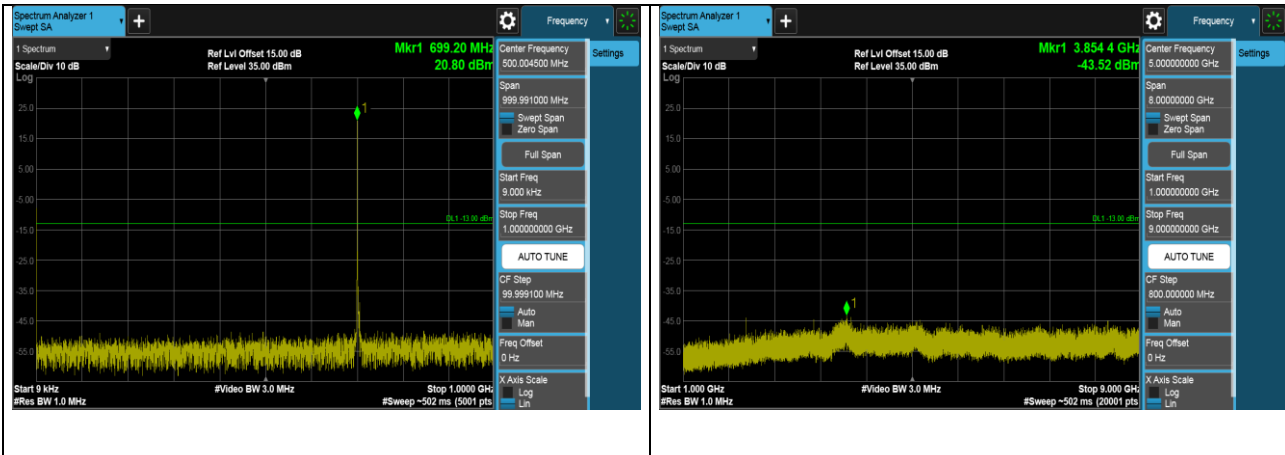 Spectrum Analyzer 1
Swept SA
+
Frequency
1 Spectrum
Scale/Div 10 dB
Log
Ref Lvl Offset 15.00 dB
Ref Level 35.00 dBm
Mkr1 699.20 MHz
20.80 dBm
25.0
15.0
5.00
-5.00
-15.0
-25.0
-35.0
-45.0
-55.0
1
DL1 -13.00 dBm
Start 9 kHz
#Res BW 1.0 MHz
#Video BW 3.0 MHz
Stop 1.0000 GHz
#Sweep ~502 ms (5001 pts
Center Frequency
500.004500 MHz
Settings
Span
999.991000 MHz
Swept Span
Zero Span
Full Span
Start Freq
9.000 kHz
Stop Freq
1.000000000 GHz
AUTO TUNE
CF Step
99.999100 MHz
Auto
Man
Freq Offset
0 Hz
X Axis Scale
Log
Lin
Spectrum Analyzer 1
Swept SA
+
Frequency
1 Spectrum
Scale/Div 10 dB
Log
Ref Lvl Offset 15.00 dB
Ref Level 35.00 dBm
Mkr1 3.854 4 GHz
-43.52 dBm
25.0
15.0
5.00
-5.00
-15.0
-25.0
-35.0
-45.0
-55.0
1
DL1 -13.00 dBm
Start 1.000 GHz
#Res BW 1.0 MHz
#Video BW 3.0 MHz
Stop 9.000 GHz
#Sweep ~502 ms (20001 pts
Center Frequency
5.000000000 GHz
Settings
Span
8.00000000 GHz
Swept Span
Zero Span
Full Span
Start Freq
1.000000000 GHz
Stop Freq
9.000000000 GHz
AUTO TUNE
CF Step
800.000000 MHz
Auto
Man
Freq Offset
0 Hz
X Axis Scale
Log
Lin